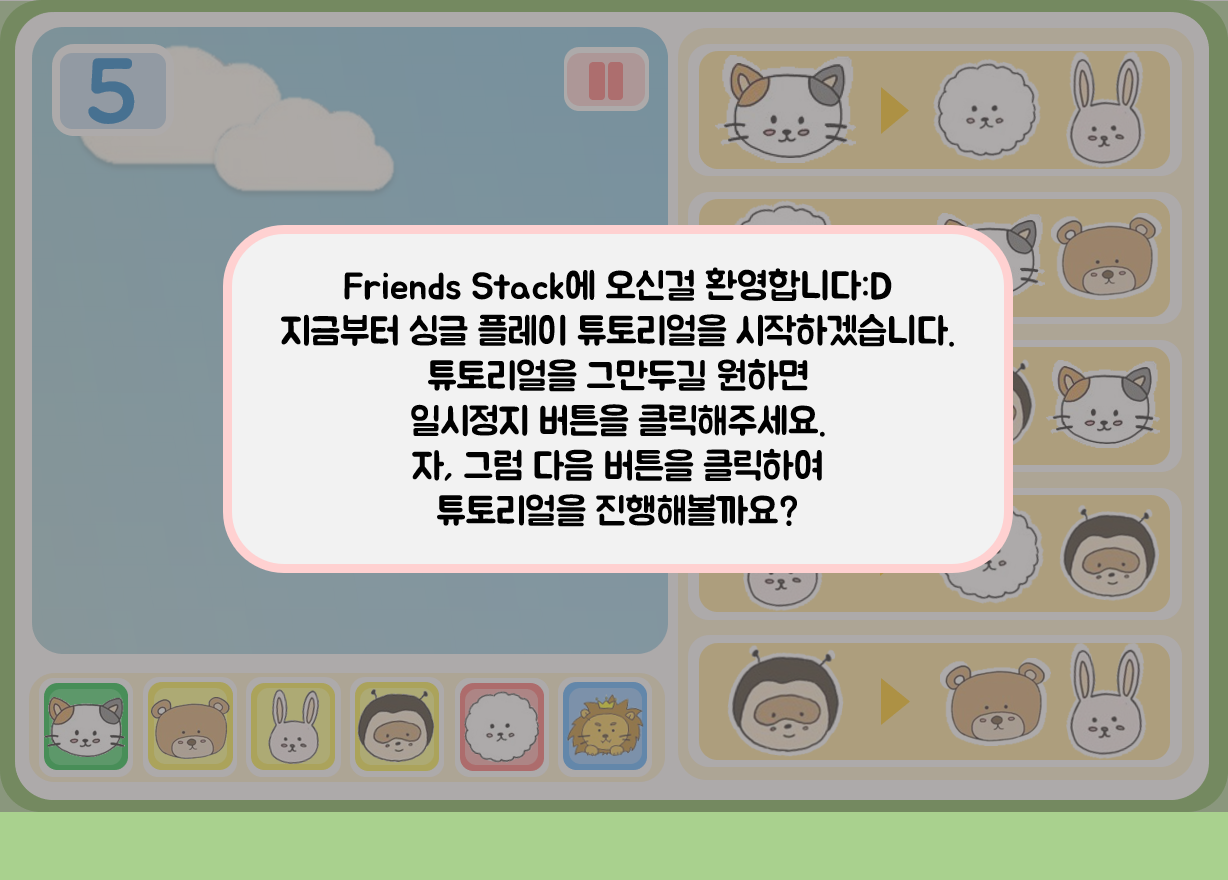 5
Friends Stack에 오신걸 환영합니다:D
지금부터 싱글 플레이 튜토리얼을 시작하겠습니다.
튜토리얼을 그만두길 원하면
일시정지 버튼을 클릭해주세요.
자, 그럼 다음 버튼을 클릭하여
튜토리얼을 진행해볼까요?